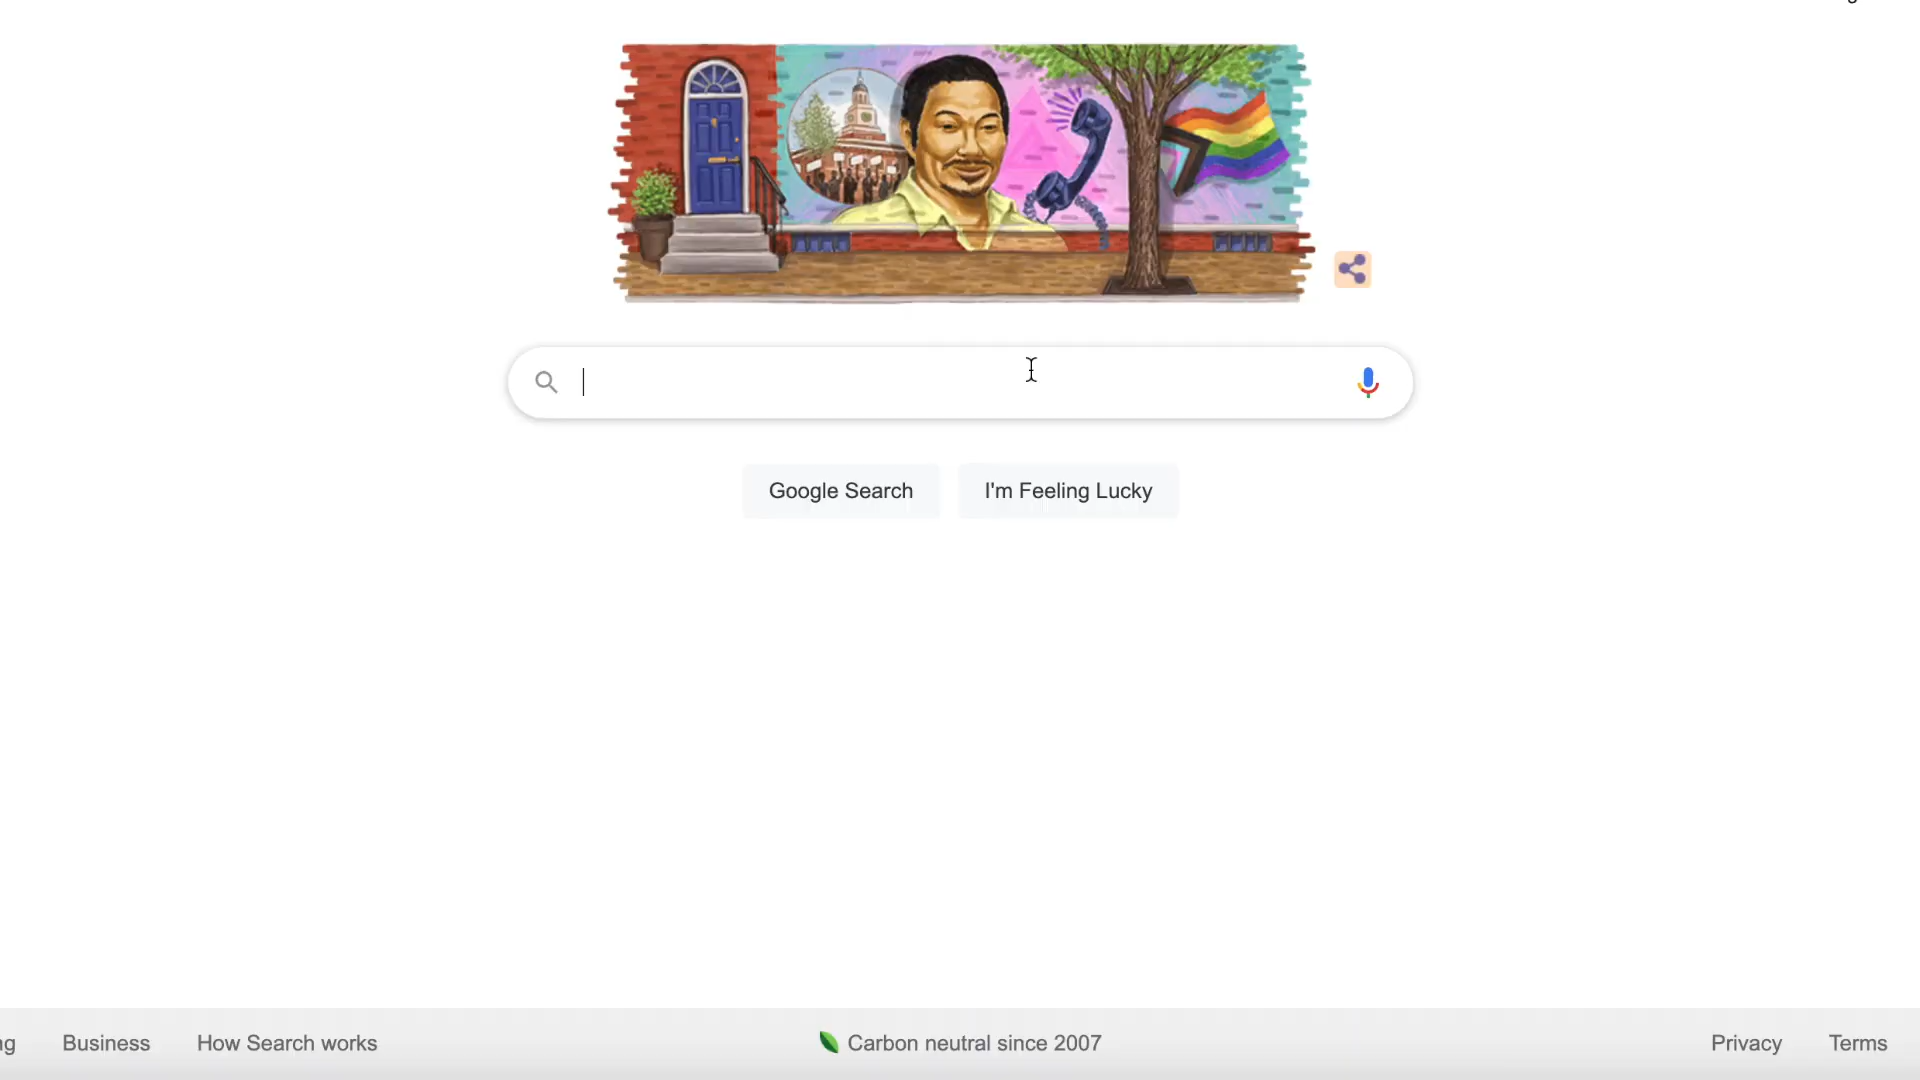 Google Search
I'm Feeling Lucky
Business
How Search works
Carbon neutral since 2007
Privacy
Terms